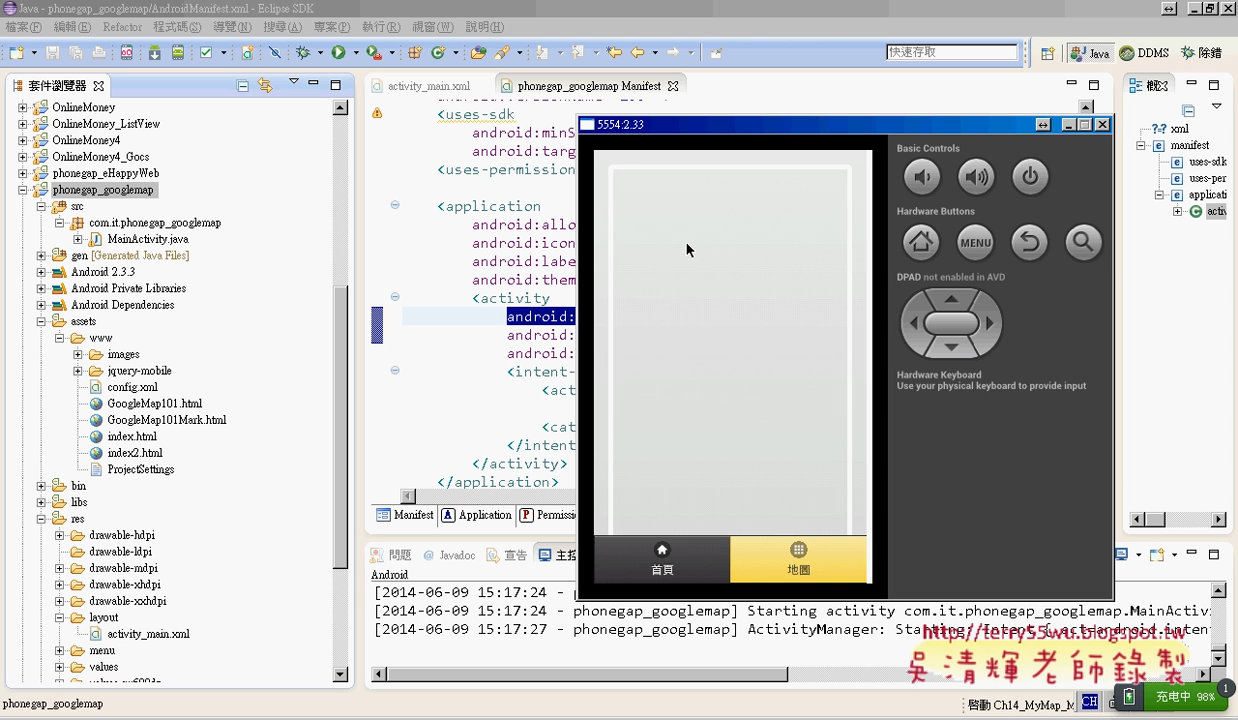 Java - phonegap_googlemap/AndroidManifest.xml - Eclipse SDK
檔案(F) 編輯(E) Refactor 程式碼(S) 導覽(N) 搜尋(A) 專案(P) 執行(R) 視窗(W) 說明(H)
快速存取
Java
DDMS
除錯
套件瀏覽器
OnlineMoney
OnlineMoney_ListView
OnlineMoney4
OnlineMoney4_Gocs
phonegap_eHappyWeb
phonegap_googlemap
src
com.it.phonegap_googlemap
MainActivity.java
gen [Generated Java Files]
Android 2.3.3
Android Private Libraries
Android Dependencies
assets
www
images
jquery-mobile
config.xml
GoogleMap101.html
GoogleMap101Mark.html
index.html
index2.html
ProjectSettings
bin
libs
res
drawable-hdpi
drawable-ldpi
drawable-mdpi
drawable-xhdpi
drawable-xxhdpi
layout
activity_main.xml
menu
values
phonegap_googlemap
activity_main.xml
phonegap_googlemap Manifest
<uses-sdk
android:minS
android:targ
<uses-permission
<application
android:allo
android:icon
android:labe
android:them
<activity
android:
android:
android:
<intent-
<act
<cat
</intent
</activity>
</application>
Manifest
Application
Permissi
5554:2.33
Basic Controls
Hardware Buttons
MENU
DPAD not enabled in AVD
Hardware Keyboard
Use your physical keyboard to provide input
首頁
地圖
概
xml
manifest
uses-sdk
uses-per
applicati
activ
問題
Javadoc
宣告
主控
Android
[2014-06-09 15:17:24 - p
[2014-06-09 15:17:24 - phonegap_googlemap] Starting activity com.it.phonegap_googlemap.MainActiv
[2014-06-09 15:17:27 - phonegap_googlemap] ActivityManager: Starting: Intent { act=android.inten
http://terry55wu.blogspot.tw
吳清輝老師錄製
啟動 Ch14_MyMap_M
CH
充电中 98%
1